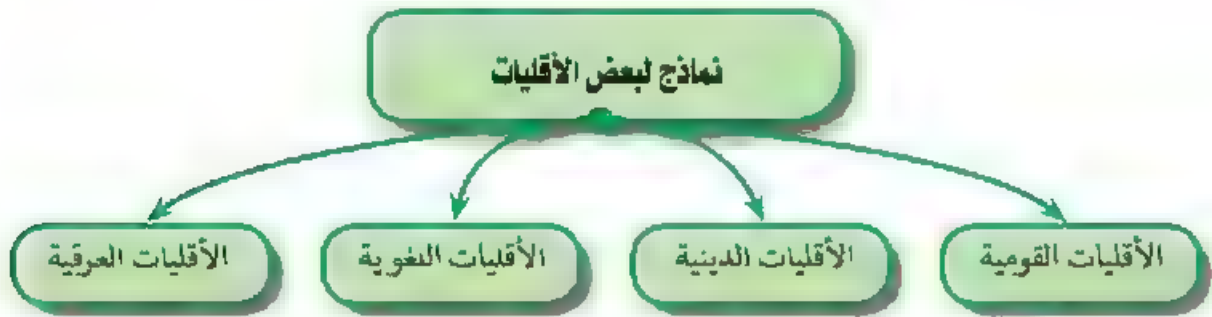 نماذج لبعض الأقليات
الأقليات القومية
الأقليات الدينية
الأقليات اللغوية
الأقليات العرقية